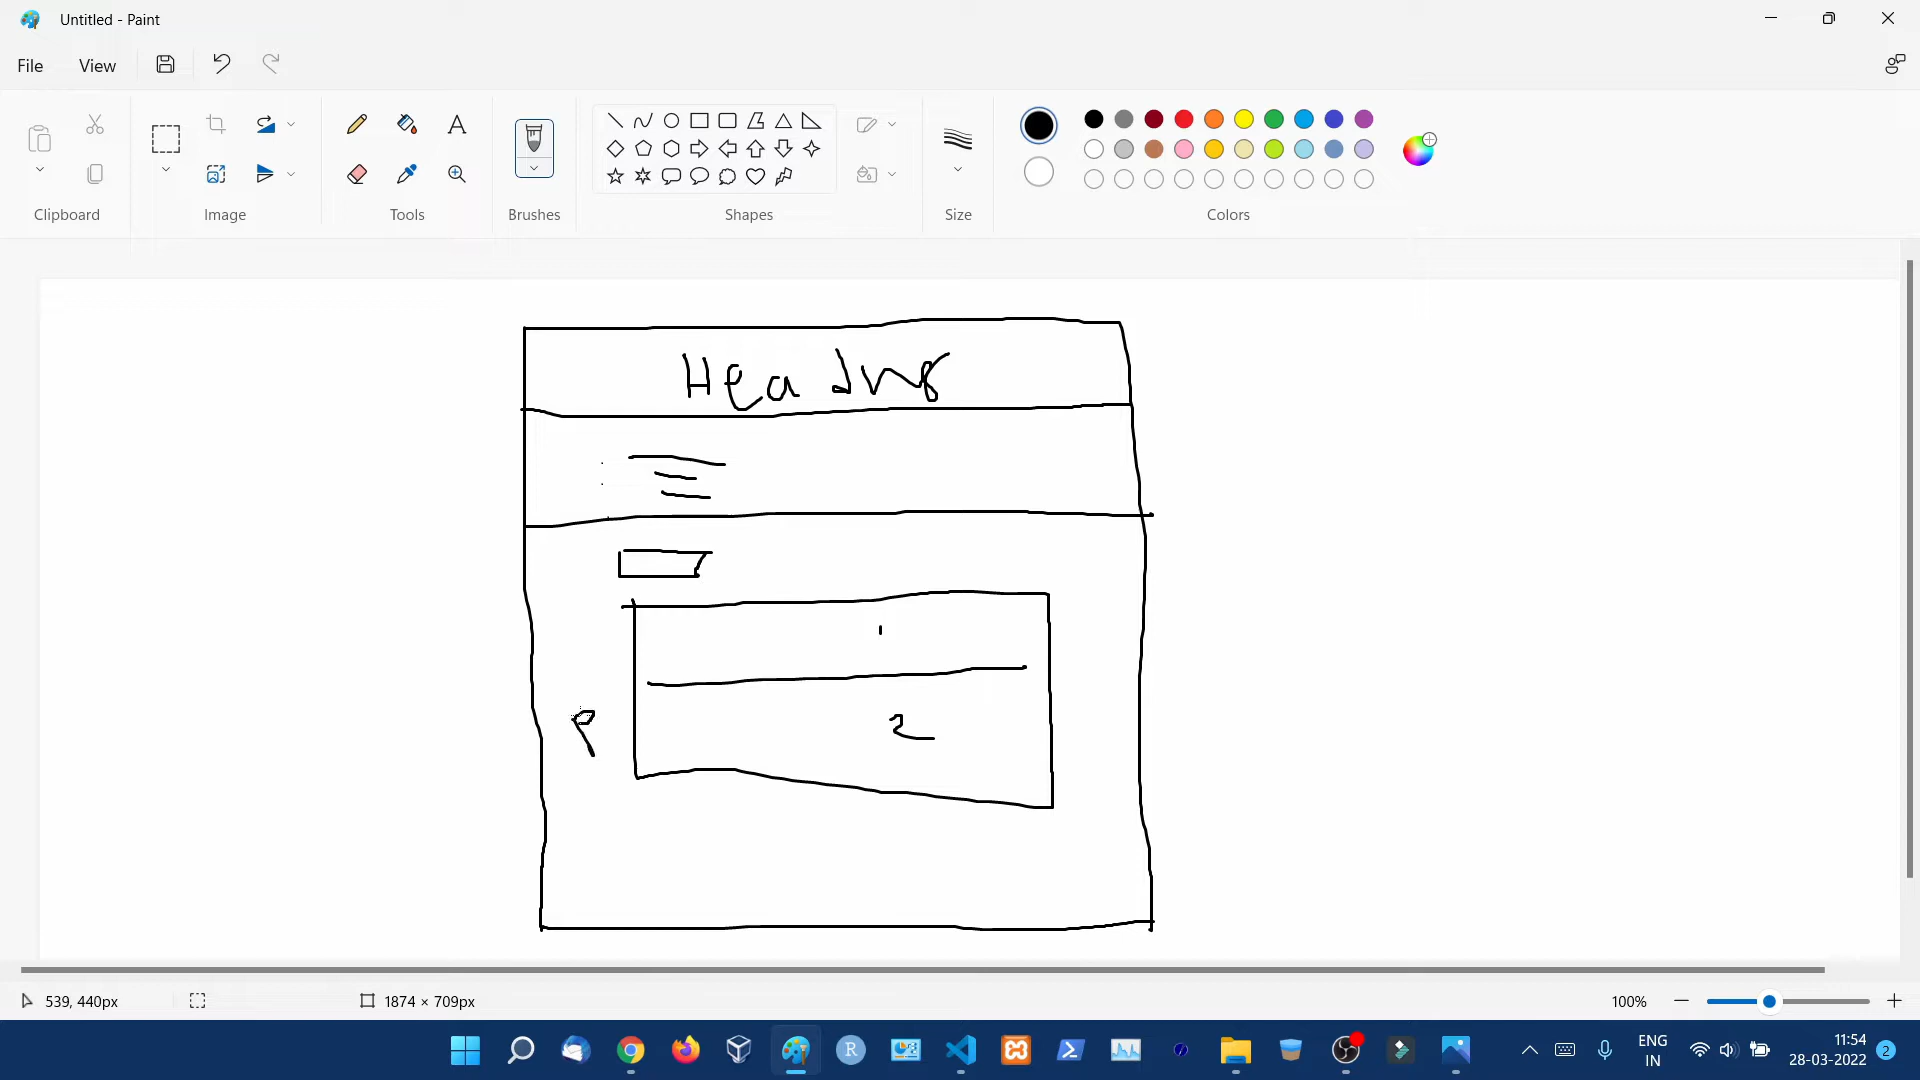 Untitled - Paint
File View
Clipboard Image Tools Brushes Shapes Size Colors
Heading
1
2
P
539, 440px 1874 × 709px 100%
ENG 11:54
IN 28-03-2022 2